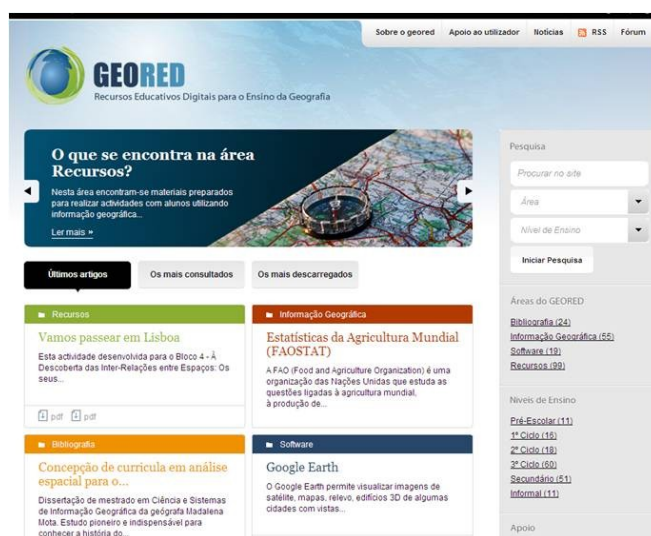 Sobre o geored   Apoio ao utilizador   Notícias   RSS   Fórum
GEORED
Recursos Educativos Digitais para o Ensino da Geografia
O que se encontra na área
Recursos?
Nesta área encontram-se materiais preparados
para realizar actividades com alunos utilizando
informação geográfica...
Ler mais »
Últimos artigos   Os mais consultados   Os mais descarregados
Recursos
Vamos passear em Lisboa
Esta actividade desenvolvida para o Bloco 4 - À
Descoberta das Inter-Relações entre Espaços: Os
seus...
pdf   pdf
Informação Geográfica
Estatísticas da Agricultura Mundial
(FAOSTAT)
A FAO (Food and Agriculture Organization) é uma
organização das Nações Unidas que estuda as
questões ligadas à agricultura mundial,
à produção de...
Bibliografia
Concepção de curricula em análise
espacial para o...
Dissertação de mestrado em Ciência e Sistemas
de Informação Geográfica da geógrafa Madalena
Mota. Estudo pioneiro e indispensável para
conhecer a história do...
Software
Google Earth
O Google Earth permite visualizar imagens de
satélite, mapas, relevo, edifícios 3D de algumas
cidades com vistas...
Pesquisa
Procurar no site
Área
Nível de Ensino
Iniciar Pesquisa
Áreas do GEORED
Bibliografia (24)
Informação Geográfica (55)
Software (19)
Recursos (99)
Níveis de Ensino
Pré-Escolar (11)
1º Ciclo (16)
2º Ciclo (18)
3º Ciclo (60)
Secundário (51)
Informal (11)
Apoio